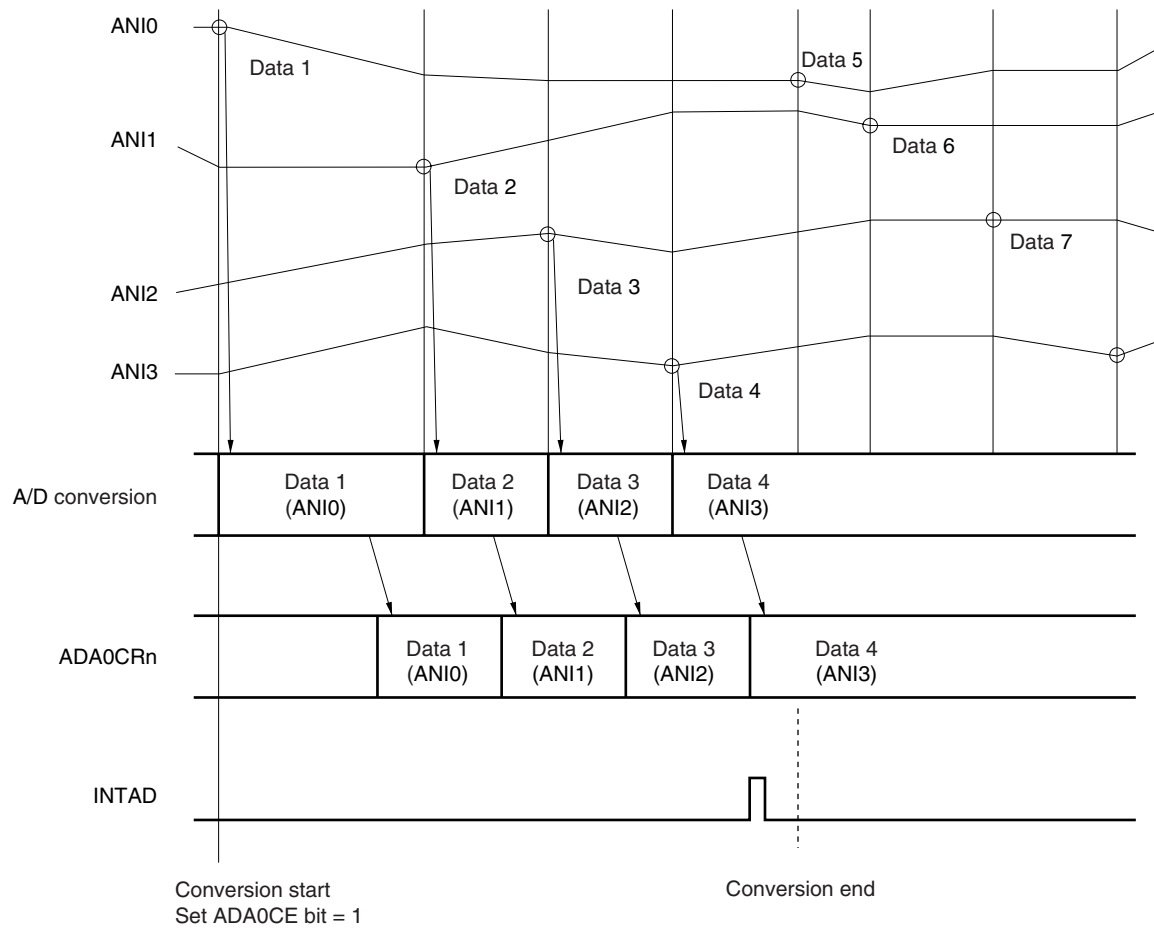 ANI0
Data 1
Data 5
ANI1
Data 6
Data 2
Data 7
Data 3
ANI2
ANI3
Data 4
A/D conversion
Data 1
(ANI0)
Data 2
(ANI1)
Data 3
(ANI2)
Data 4
(ANI3)
ADA0CRn
Data 1
(ANI0)
Data 2
(ANI1)
Data 3
(ANI2)
Data 4
(ANI3)
INTAD
Conversion start
Set ADA0CE bit = 1
Conversion end